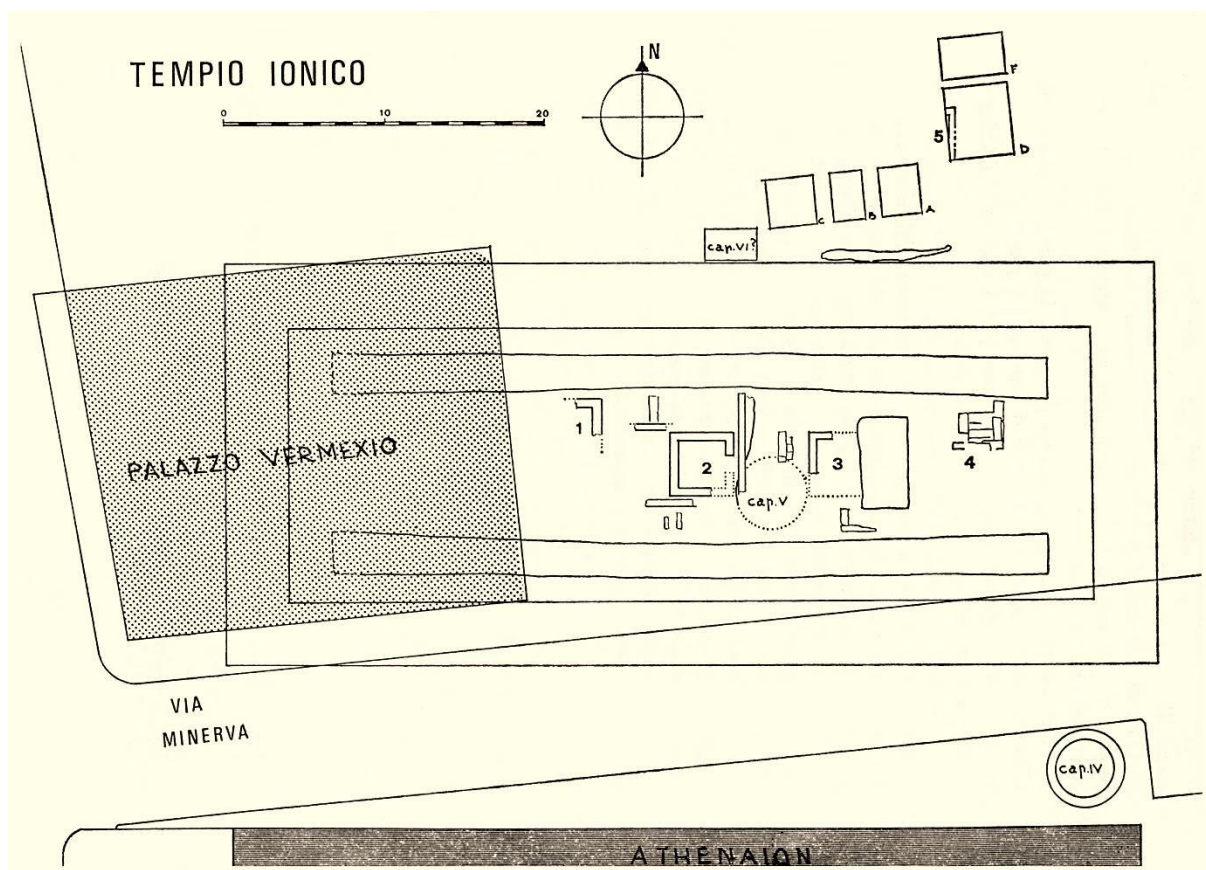 TEMPIO IONICO
N
0 10 20
F
5
D
C B A
cap.VI?
1
2
3
4
PALAZZO VERMEXIO
cap.V
VIA
MINERVA
cap.IV
ATHENAION